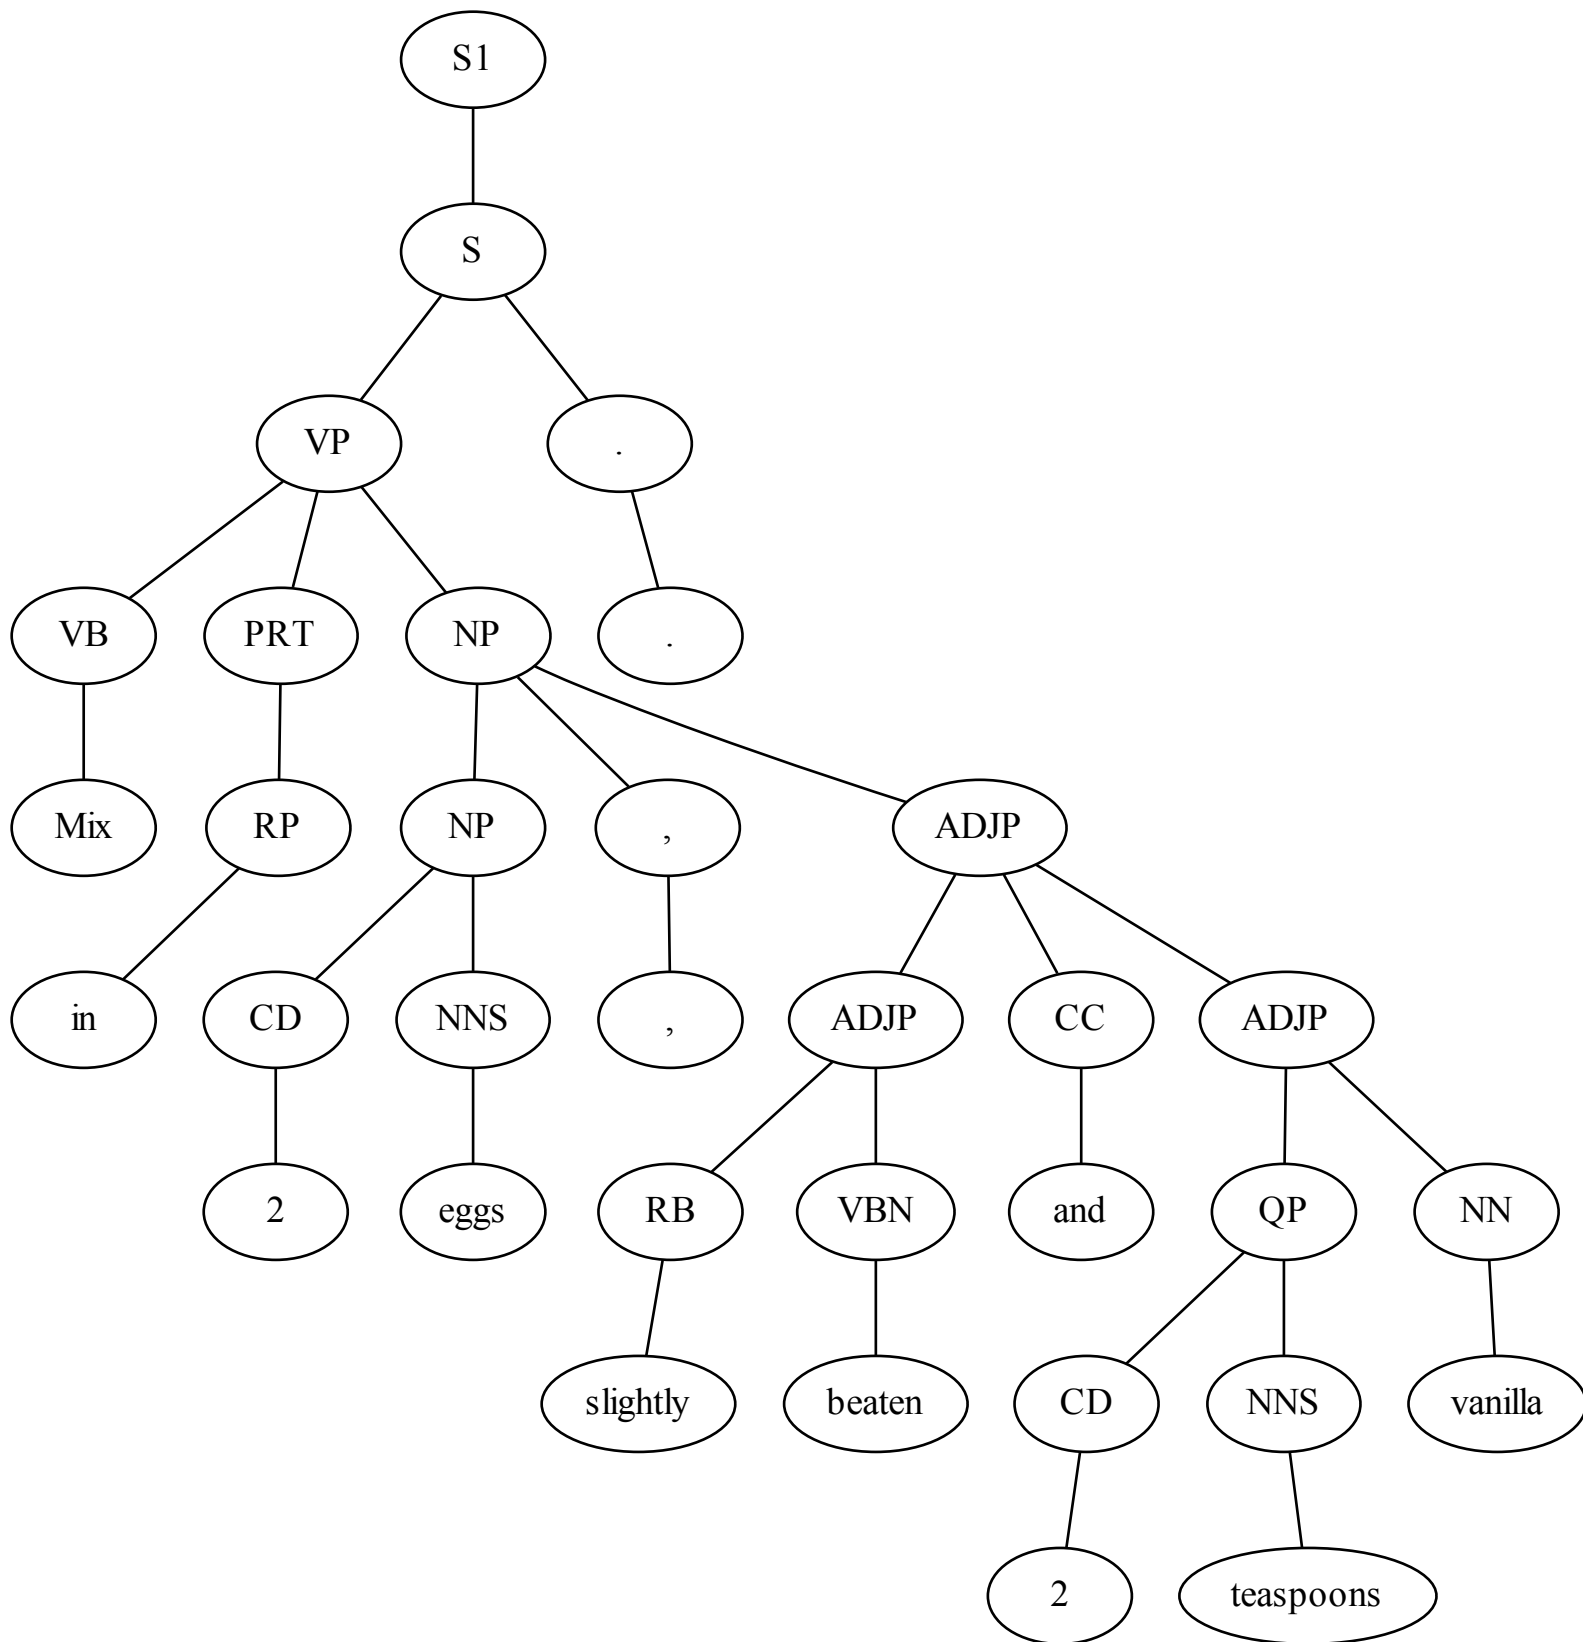 S1
S
VP .
VB PRT NP .
Mix RP NP , ADJP
in CD NNS , ADJP CC ADJP
2 eggs RB VBN and QP NN
slightly beaten CD NNS vanilla
2 teaspoons